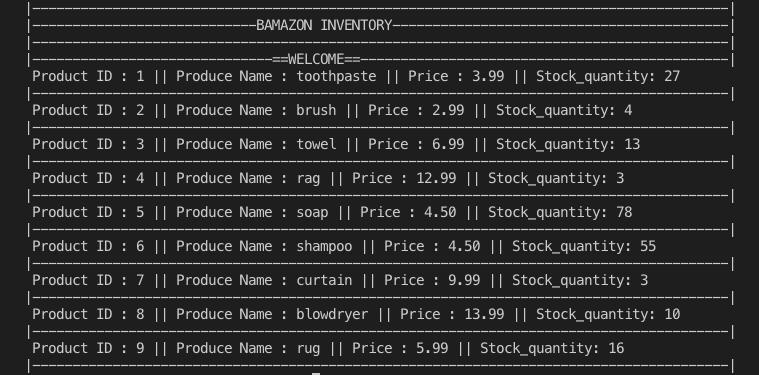 BAMAZON INVENTORY
==WELCOME==
Product ID : 1 || Produce Name : toothpaste || Price : 3.99 || Stock_quantity: 27
Product ID : 2 || Produce Name : brush || Price : 2.99 || Stock_quantity: 4
Product ID : 3 || Produce Name : towel || Price : 6.99 || Stock_quantity: 13
Product ID : 4 || Produce Name : rag || Price : 12.99 || Stock_quantity: 3
Product ID : 5 || Produce Name : soap || Price : 4.50 || Stock_quantity: 78
Product ID : 6 || Produce Name : shampoo || Price : 4.50 || Stock_quantity: 55
Product ID : 7 || Produce Name : curtain || Price : 9.99 || Stock_quantity: 3
Product ID : 8 || Produce Name : blowdryer || Price : 13.99 || Stock_quantity: 10
Product ID : 9 || Produce Name : rug || Price : 5.99 || Stock_quantity: 16